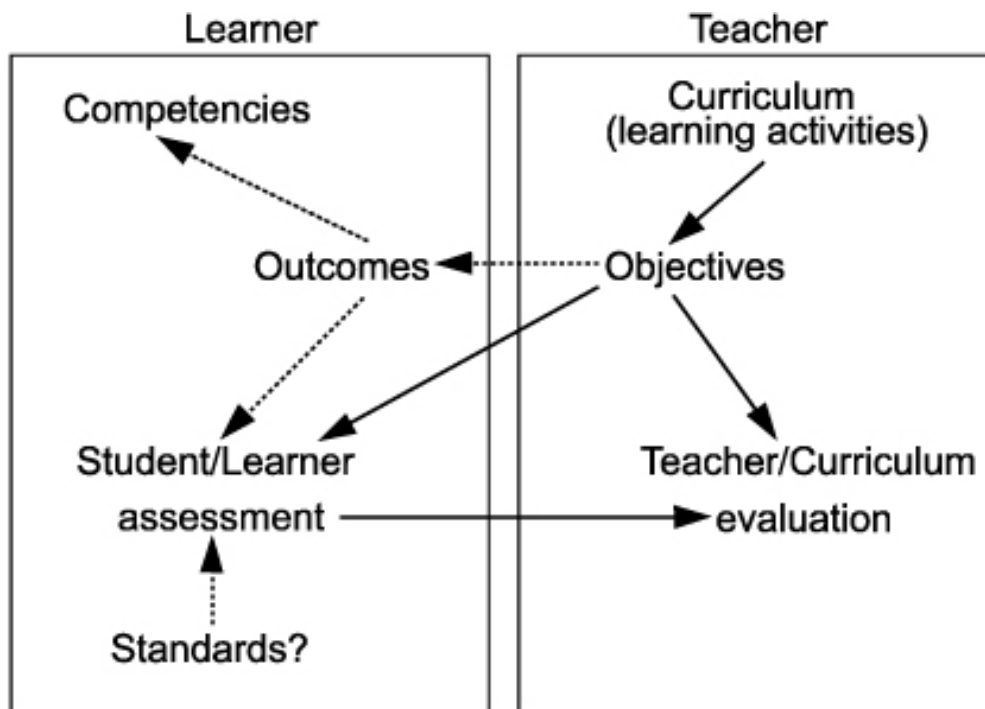 Learner
Teacher
Competencies
Curriculum
(learning activities)
Outcomes
Objectives
Student/Learner
assessment
Teacher/Curriculum
evaluation
Standards?